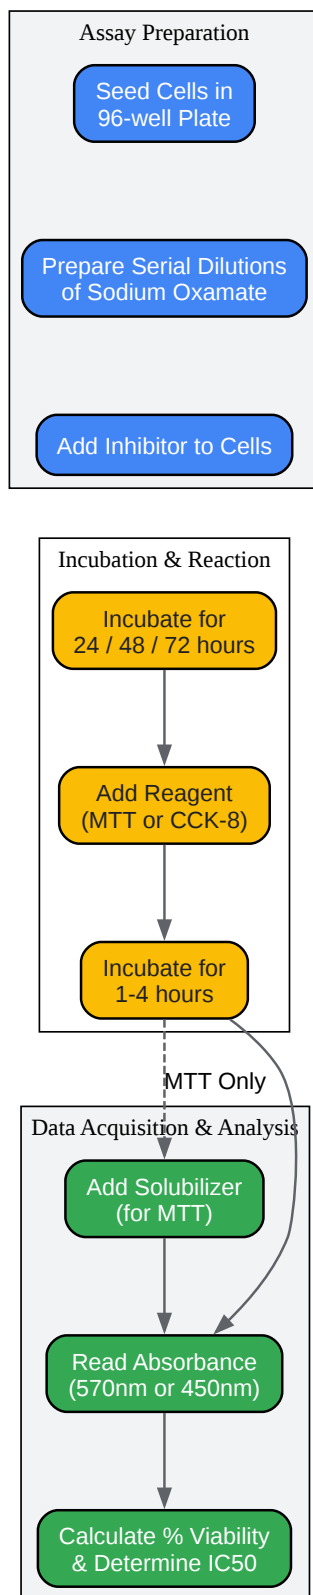 Assay Preparation
Seed Cells in
96-well Plate
Prepare Serial Dilutions
of Sodium Oxamate
Add Inhibitor to Cells
Incubation & Reaction
Incubate for
24 / 48 / 72 hours
Add Reagent
(MTT or CCK-8)
Incubate for
1-4 hours
MTT Only
Data Acquisition & Analysis
Add Solubilizer
(for MTT)
Read Absorbance
(570nm or 450nm)
Calculate % Viability
& Determine IC50